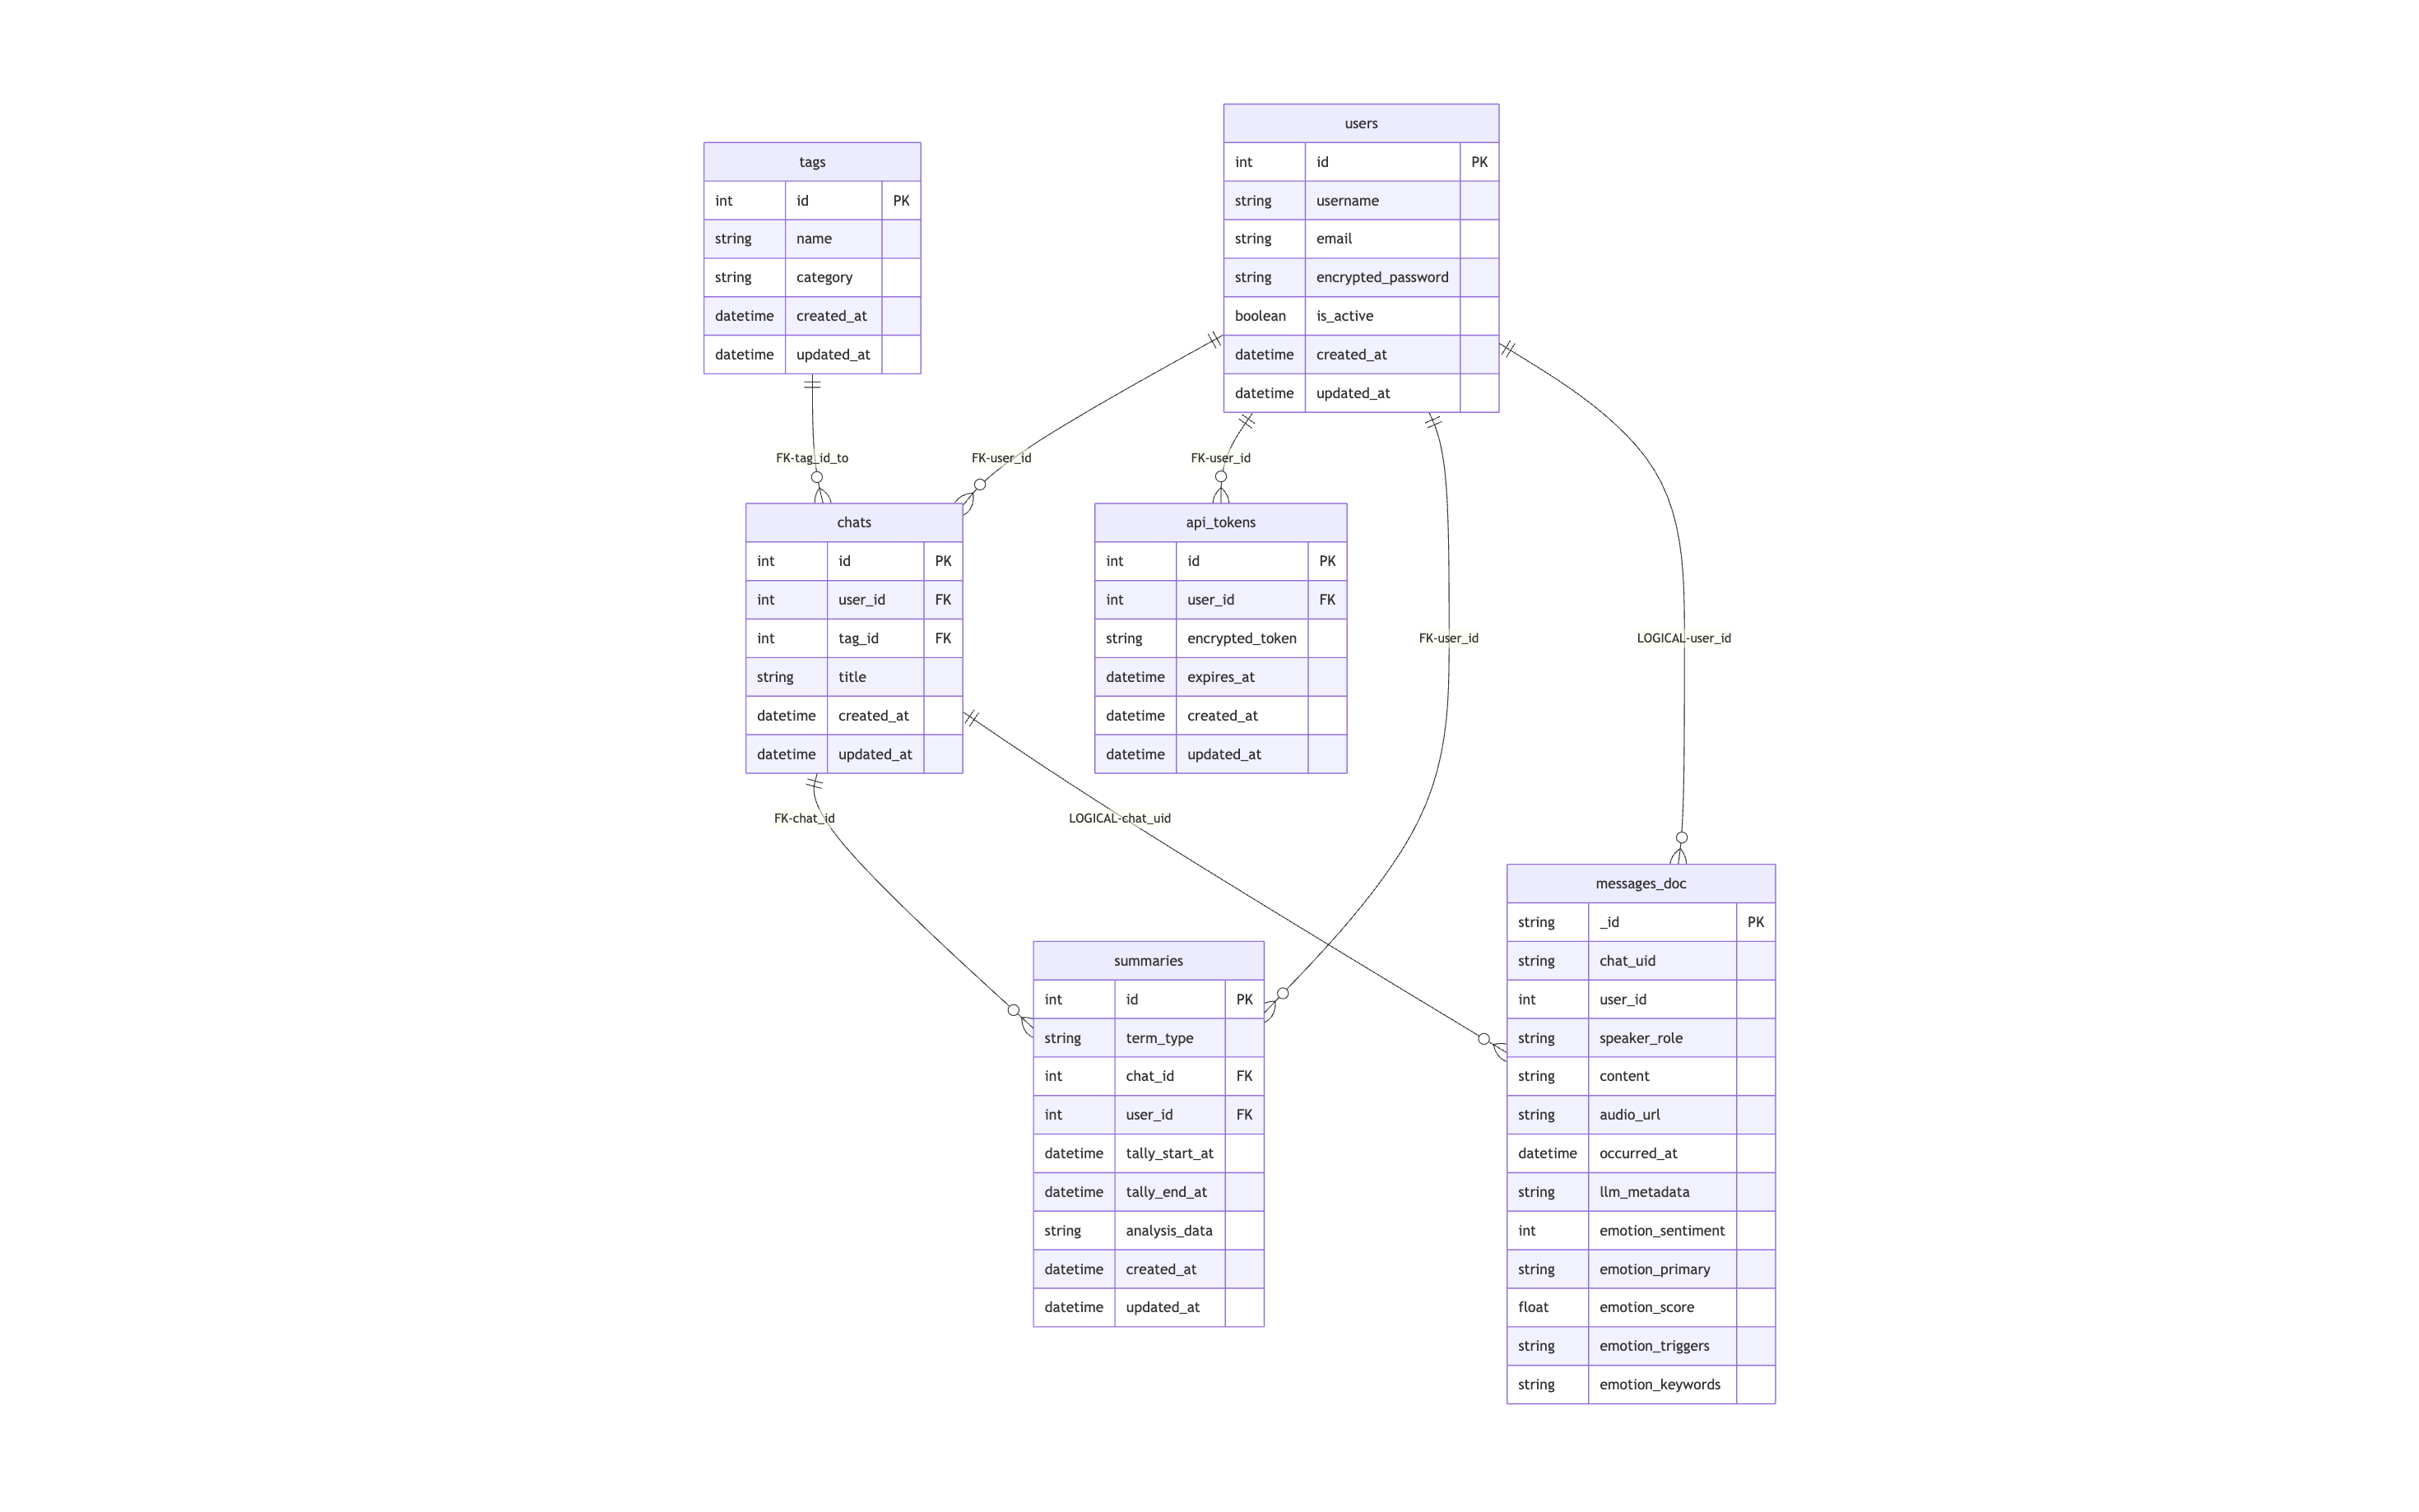 users
int id PK
string username
string email
string encrypted_password
boolean is_active
datetime created_at
datetime updated_at
tags
int id PK
string name
string category
datetime created_at
datetime updated_at
FK-tag_id_to
FK-user_id
FK-user_id
chats
int id PK
int user_id FK
int tag_id FK
string title
datetime created_at
datetime updated_at
api_tokens
int id PK
int user_id FK
string encrypted_token
datetime expires_at
datetime created_at
datetime updated_at
FK-user_id
LOGICAL-user_id
FK-chat_id
LOGICAL-chat_uid
summaries
int id PK
string term_type
int chat_id FK
int user_id FK
datetime tally_start_at
datetime tally_end_at
string analysis_data
datetime created_at
datetime updated_at
messages_doc
string _id PK
string chat_uid
int user_id
string speaker_role
string content
string audio_url
datetime occurred_at
string llm_metadata
int emotion_sentiment
string emotion_primary
float emotion_score
string emotion_triggers
string emotion_keywords